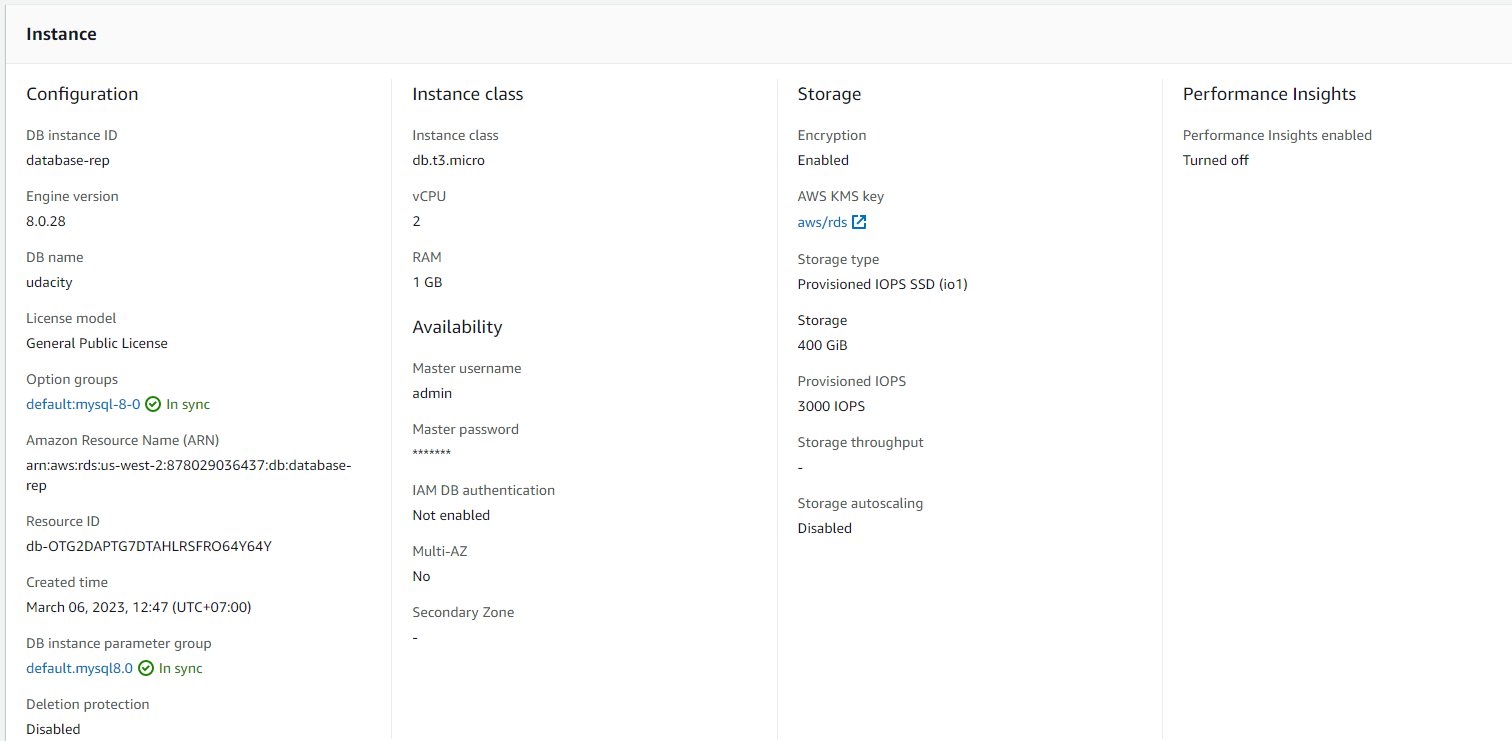 Instance
Configuration
DB instance ID
database-rep
Engine version
8.0.28
DB name
udacity
License model
General Public License
Option groups
default:mysql-8-0 In sync
Amazon Resource Name (ARN)
arn:aws:rds:us-west-2:878029036437:db:database-
rep
Resource ID
db-OTG2DAPTG7DTAHLRSFRO64Y64Y
Created time
March 06, 2023, 12:47 (UTC+07:00)
DB instance parameter group
default.mysql8.0 In sync
Deletion protection
Disabled
Instance class
Instance class
db.t3.micro
vCPU
2
RAM
1 GB
Availability
Master username
admin
Master password
*******
IAM DB authentication
Not enabled
Multi-AZ
No
Secondary Zone
-
Storage
Encryption
Enabled
AWS KMS key
aws/rds
Storage type
Provisioned IOPS SSD (io1)
Storage
400 GiB
Provisioned IOPS
3000 IOPS
Storage throughput
-
Storage autoscaling
Disabled
Performance Insights
Performance Insights enabled
Turned off